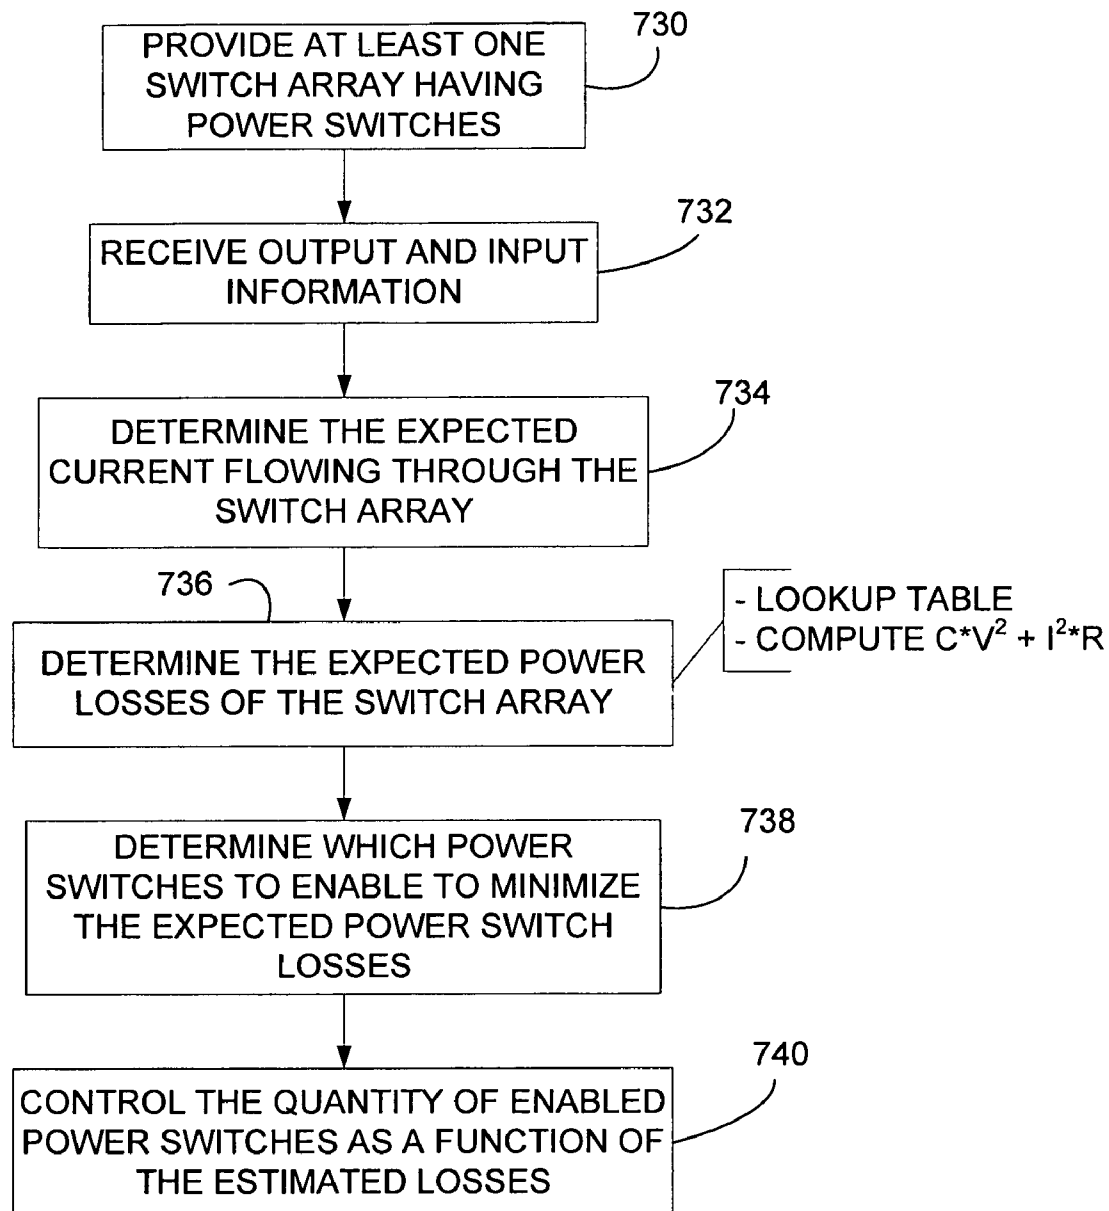 730
PROVIDE AT LEAST ONE
SWITCH ARRAY HAVING
POWER SWITCHES
732
RECEIVE OUTPUT AND INPUT
INFORMATION
734
DETERMINE THE EXPECTED
CURRENT FLOWING THROUGH THE
SWITCH ARRAY
736
DETERMINE THE EXPECTED POWER
LOSSES OF THE SWITCH ARRAY
- LOOKUP TABLE
- COMPUTE C*V² + I²*R
738
DETERMINE WHICH POWER
SWITCHES TO ENABLE TO MINIMIZE
THE EXPECTED POWER SWITCH
LOSSES
740
CONTROL THE QUANTITY OF ENABLED
POWER SWITCHES AS A FUNCTION OF
THE ESTIMATED LOSSES